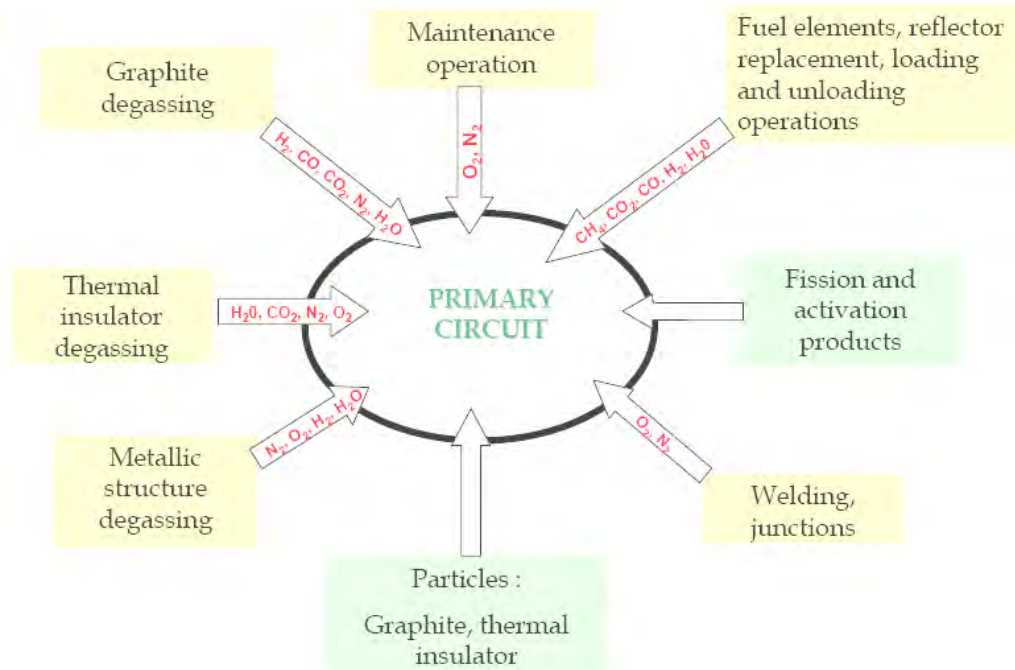 Graphite
degassing
Maintenance
operation
Fuel elements, reflector
replacement, loading
and unloading
operations
H₂, CO, CO₂, N₂, H₂O
O₂, N₂
CH₄, CO₂, CO, H₂, H₂0
Thermal
insulator
degassing
H₂0, CO₂, N₂, O₂
PRIMARY
CIRCUIT
Fission and
activation
products
Metallic
structure
degassing
N₂, O₂, H₂, H₂O
O₂, N₂
Welding,
junctions
Particles :
Graphite, thermal
insulator